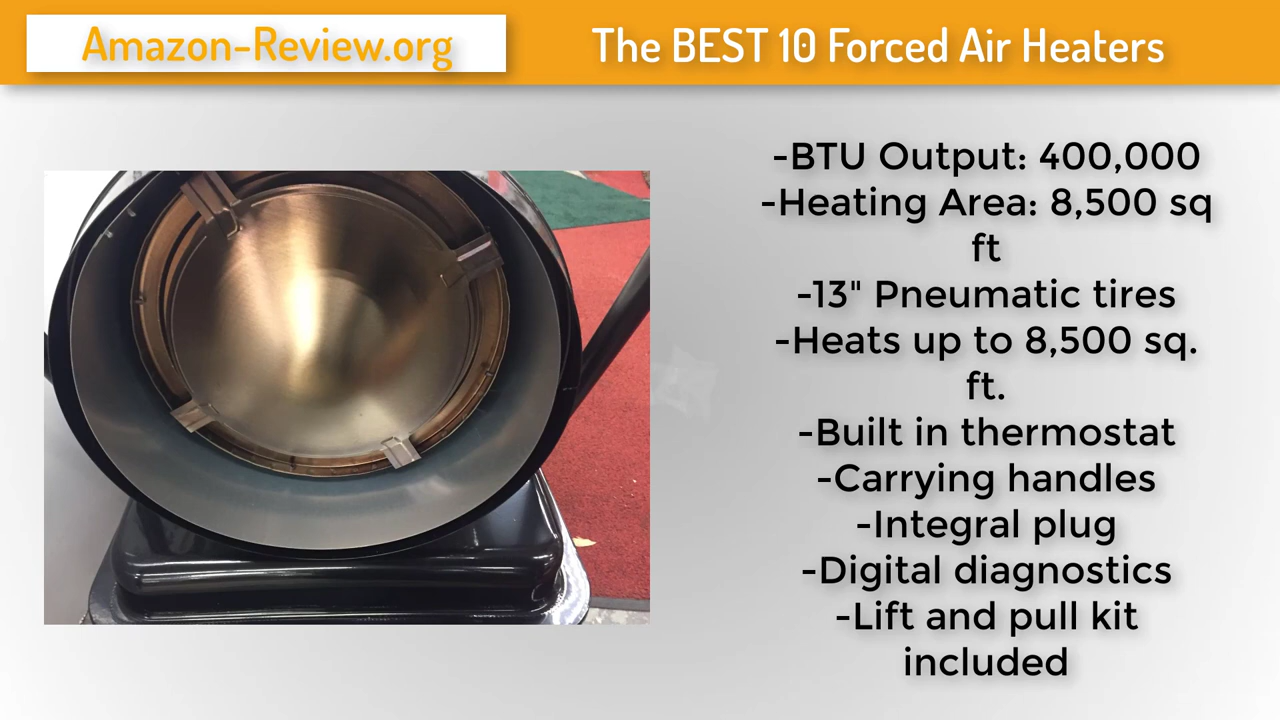 Amazon-Review.org
The BEST 10 Forced Air Heaters
-BTU Output: 400,000
-Heating Area: 8,500 sq
ft
-13" Pneumatic tires
-Heats up to 8,500 sq.
ft.
-Built in thermostat
-Carrying handles
-Integral plug
-Digital diagnostics
-Lift and pull kit
included